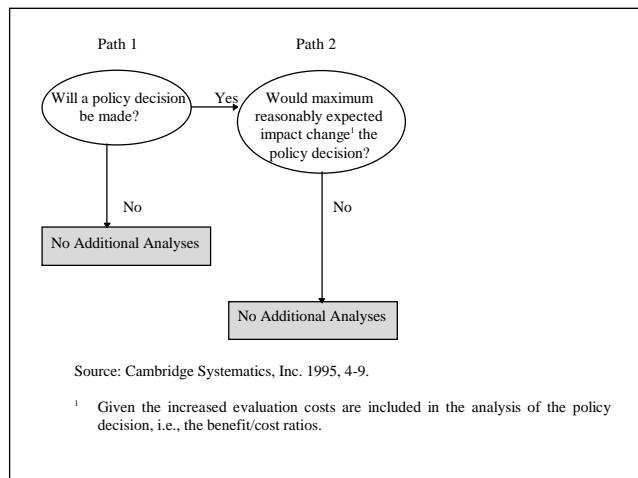 Path 1
Path 2
Will a policy decision
be made?
Yes
Would maximum
reasonably expected
impact change¹ the
policy decision?
No
No
No Additional Analyses
No Additional Analyses
Source: Cambridge Systematics, Inc. 1995, 4-9.
¹ Given the increased evaluation costs are included in the analysis of the policy
decision, i.e., the benefit/cost ratios.